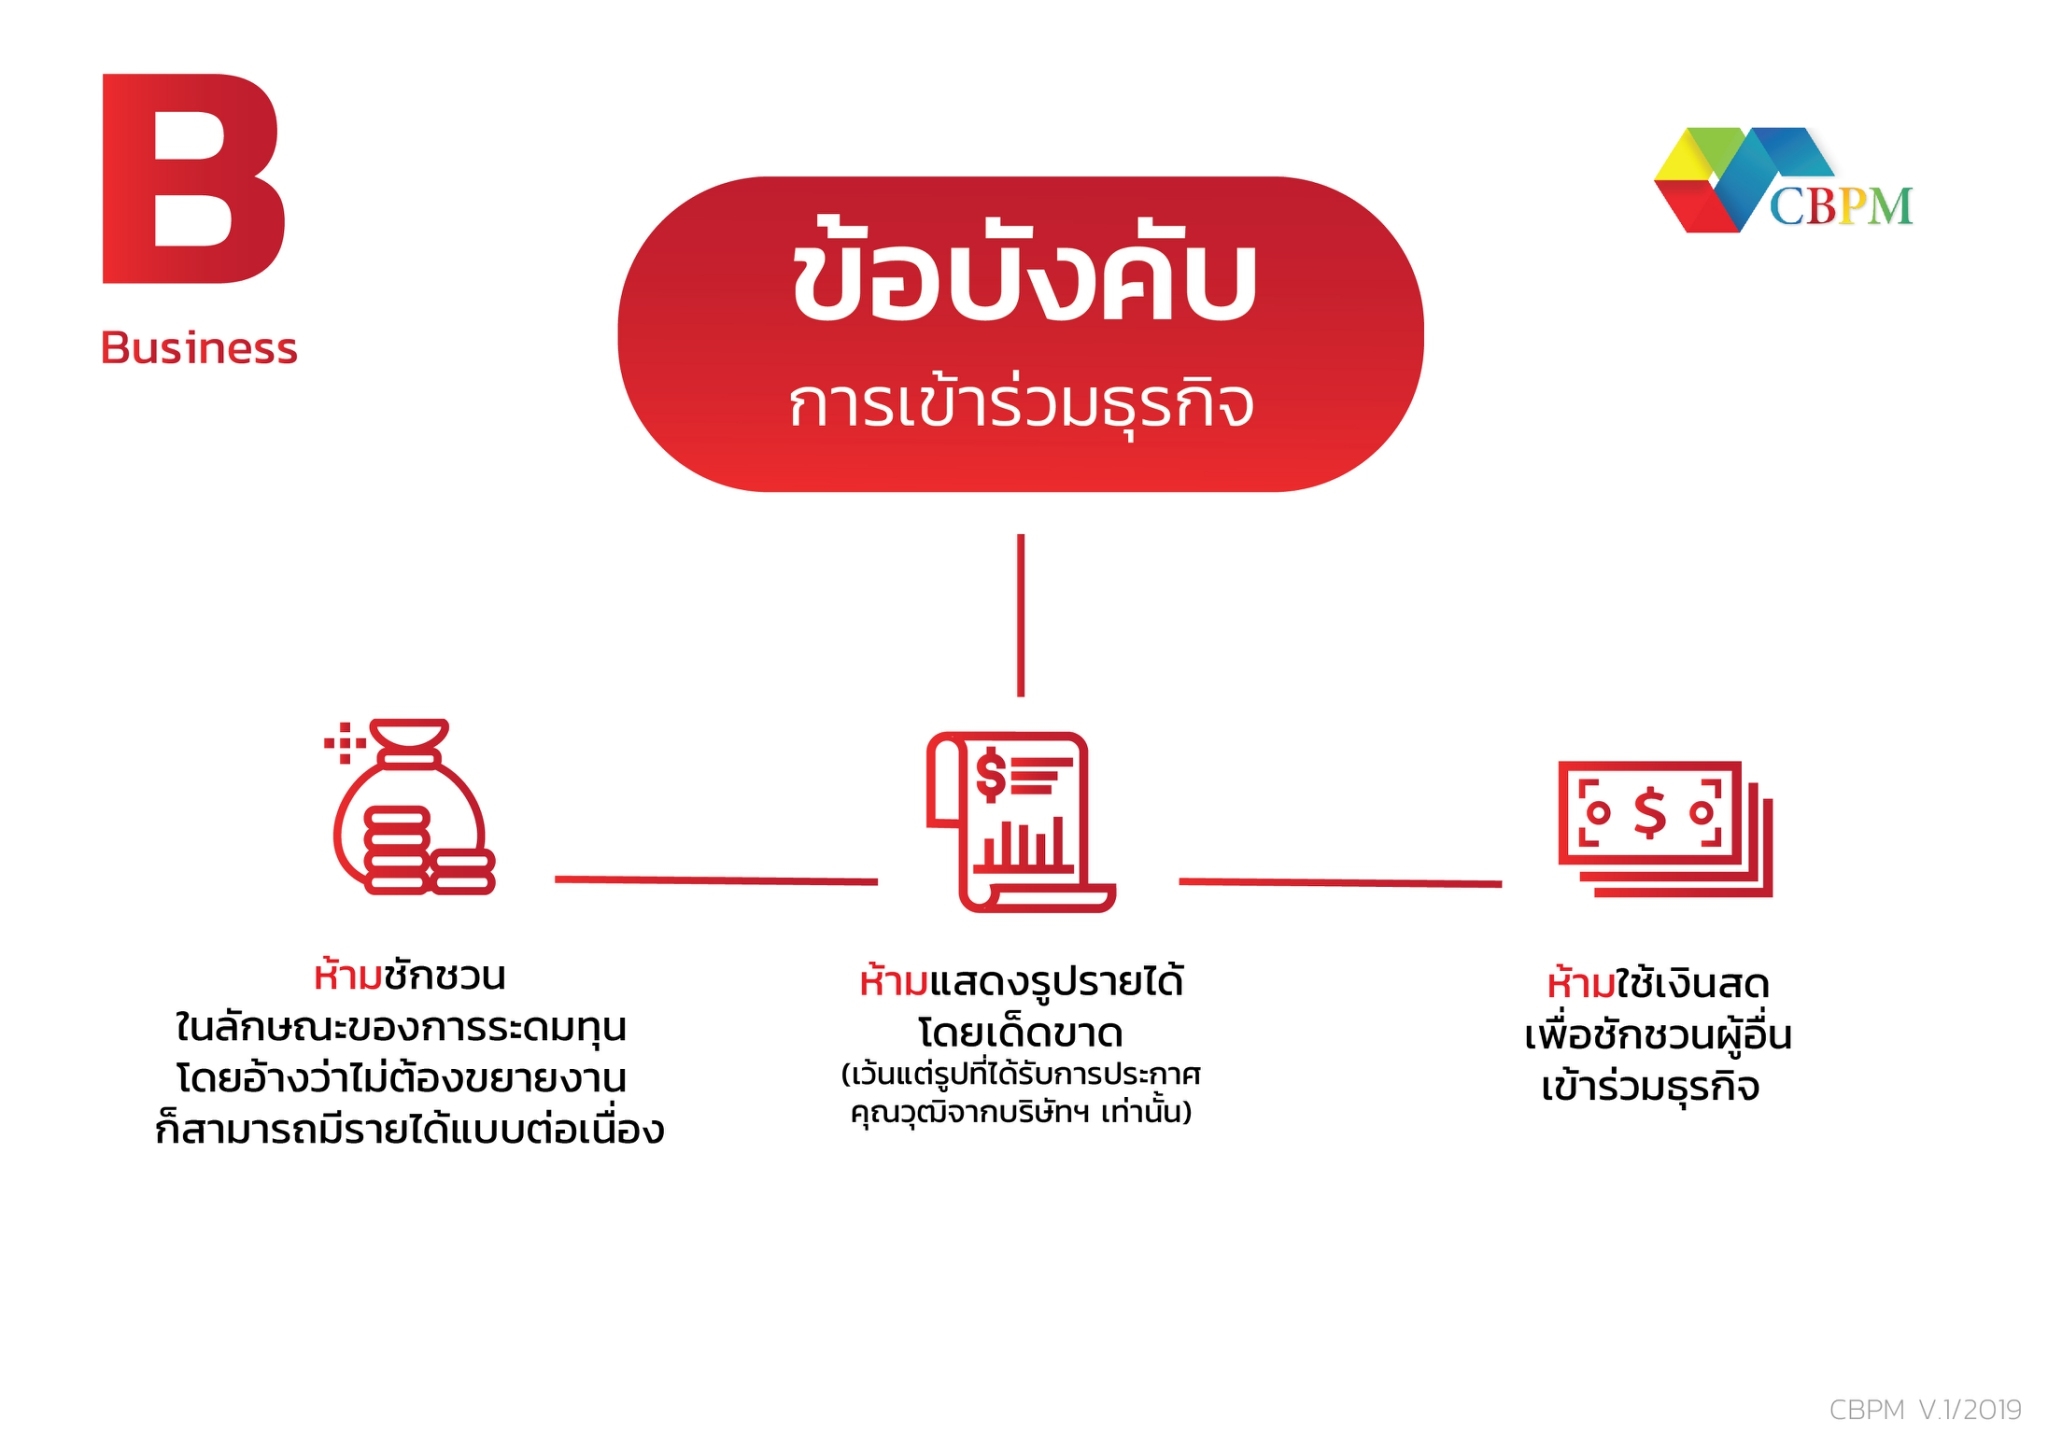 B
Business
CBPM
ข้อบังคับ
การเข้าร่วมธุรกิจ
ห้ามชักชวน
ในลักษณะของการระดมทุน
โดยอ้างว่าไม่ต้องขยายงาน
ก็สามารถมีรายได้แบบต่อเนื่อง
$
ห้ามแสดงรูปรายได้
โดยเด็ดขาด
(เว้นแต่รูปที่ได้รับการประกาศ
คุณวุฒิจากบริษัทฯ เท่านั้น)
$
ห้ามใช้เงินสด
เพื่อชักชวนผู้อื่น
เข้าร่วมธุรกิจ
CBPM V.1/2019